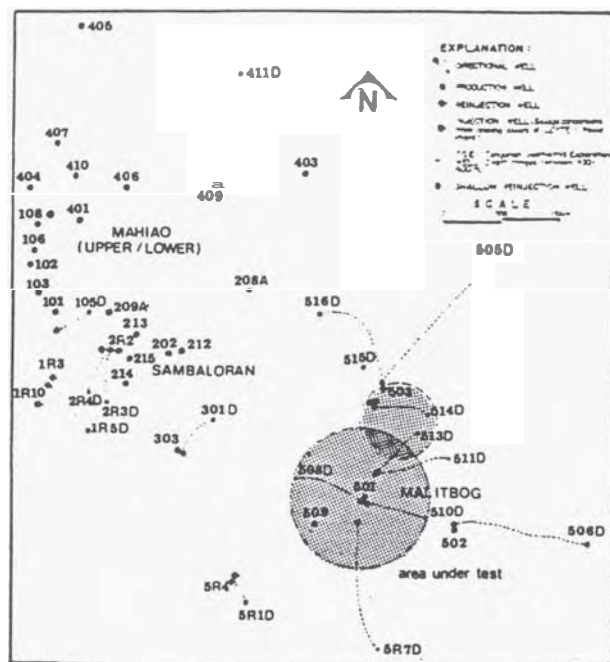 405
411D
N
EXPLANATION :
DIRECTIONAL WELL
PRODUCTION WELL
REINJECTION WELL
SHALLOW REINJECTION WELL
SCALE
407
404
410
406
403
409
108
401
MAHIAO
(UPPER / LOWER)
106
102
103
505D
208A
101
105D
209A
516D
213
2R2
202
212
215
SAMBALORAN
515D
503
1R3
214
1R10
2R4D
2R3D
301D
514D
1R5D
303
513D
508D
511D
MALITBOG
501
509
510D
502
506D
area under test
5R4
5R1D
5R7D